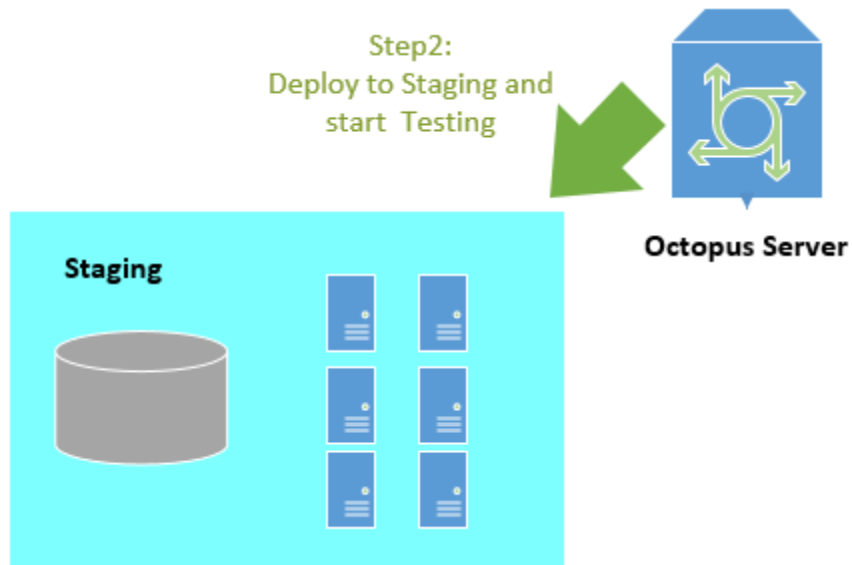 Step2:
Deploy to Staging and
start Testing
Octopus Server
Staging